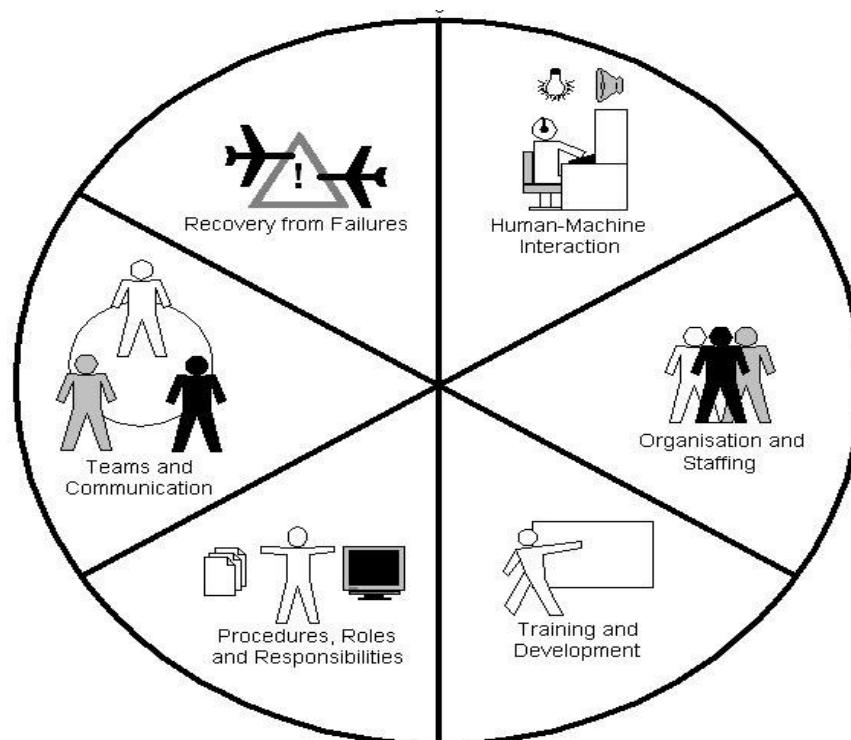 Recovery from Failures
Human-Machine
Interaction
Teams and
Communication
Organisation and
Staffing
Procedures, Roles
and Responsibilities
Training and
Development
!